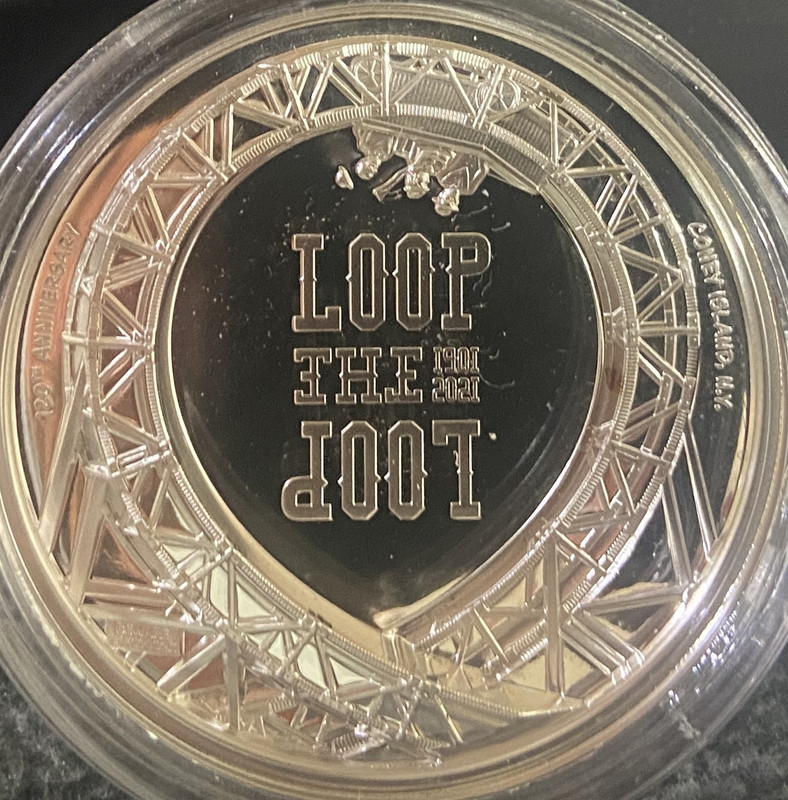 120TH ANNIVERSARY
LOOP
THE 1901
2021
LOOP
CONEY ISLAND, N.Y.